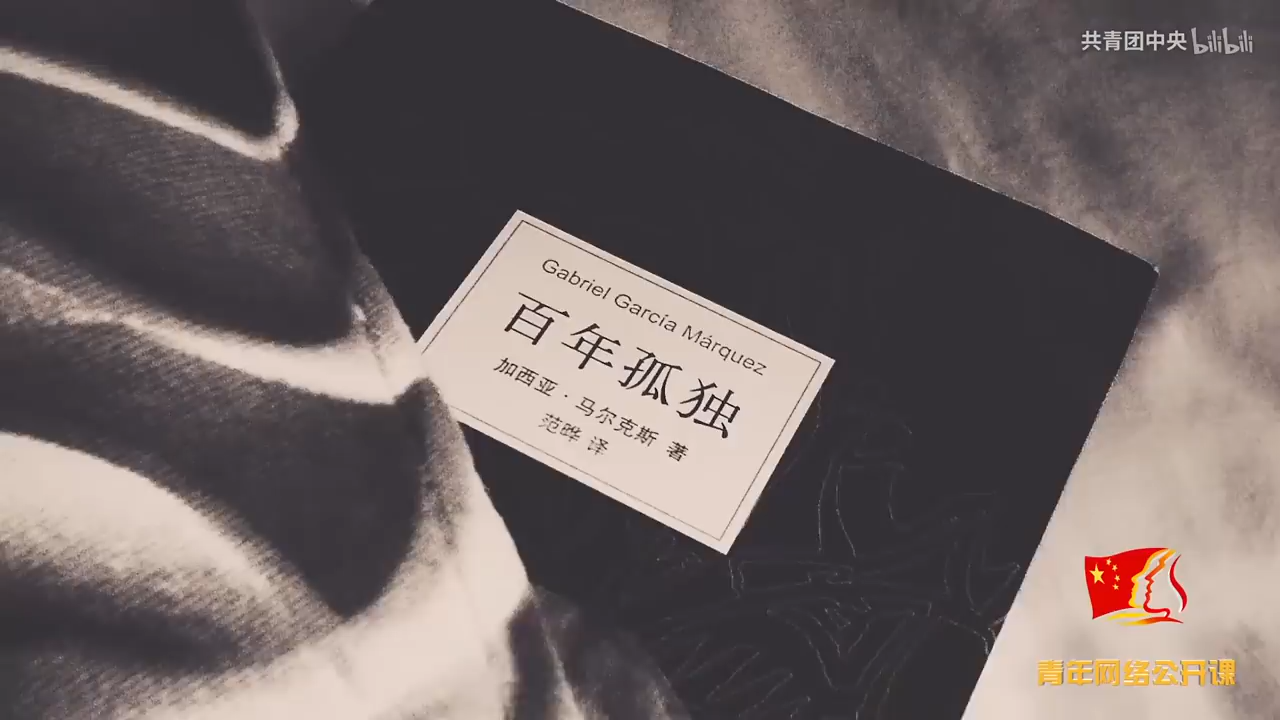 共青团中央 bilibili
Gabriel García Márquez
百年孤独
加西亚·马尔克斯 著
范晔 译
青年网络公开课